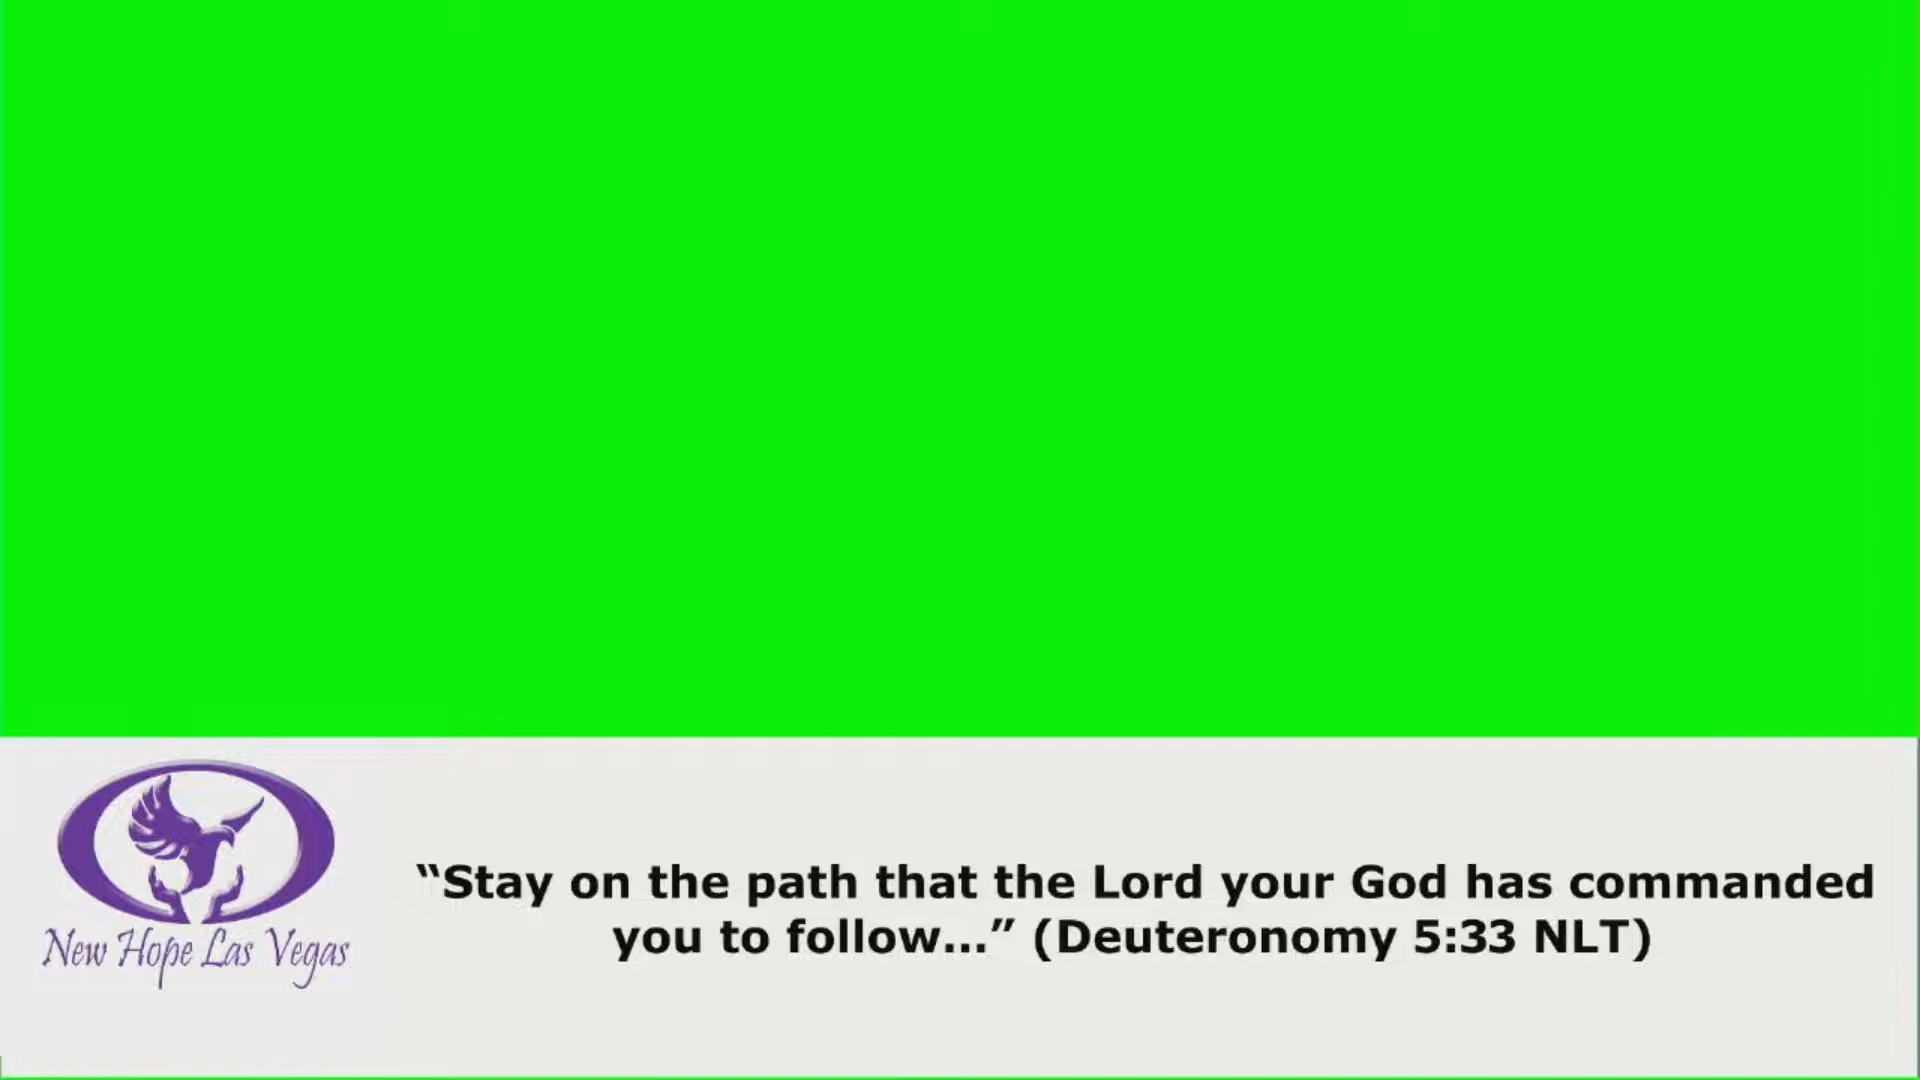 “Stay on the path that the Lord your God has commanded
you to follow…” (Deuteronomy 5:33 NLT)
New Hope Las Vegas